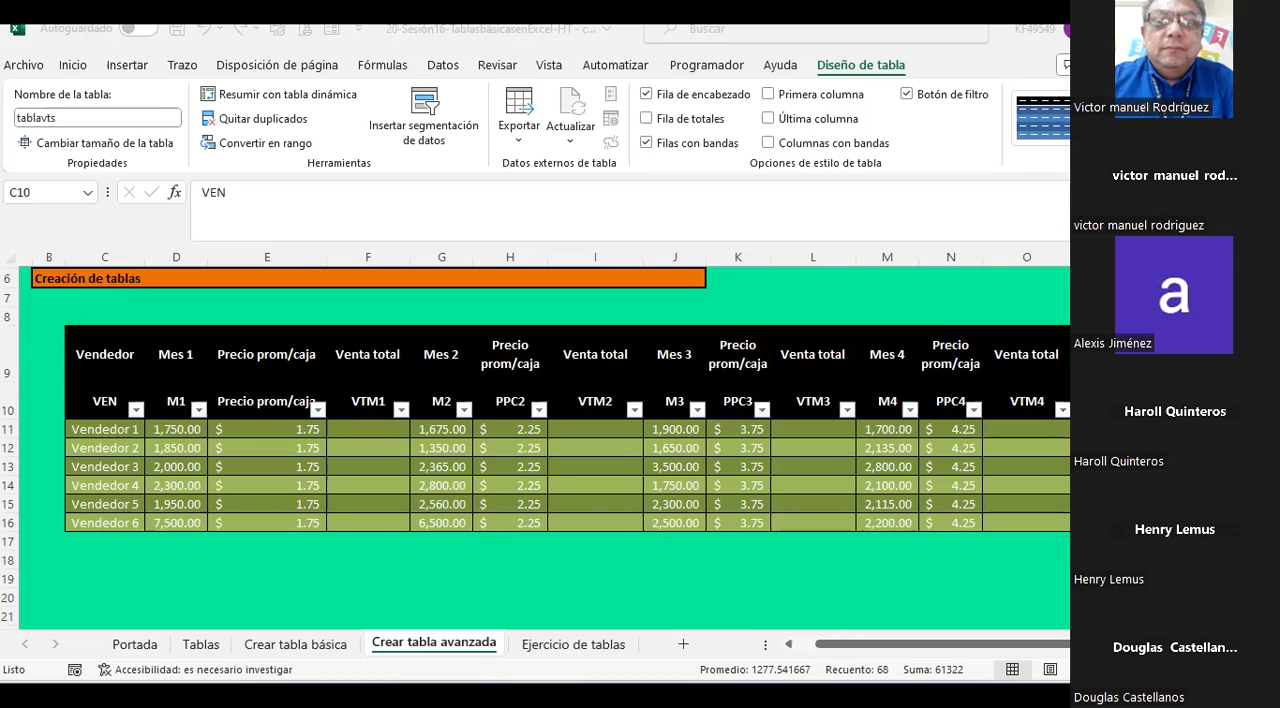 Autoguardado 20-Sesión16-TablasbásicasenExcel-HT - c... Buscar KF49549
Archivo Inicio Insertar Trazo Disposición de página Fórmulas Datos Revisar Vista Automatizar Programador Ayuda Diseño de tabla
Nombre de la tabla: Resumir con tabla dinámica Fila de encabezado Primera columna Botón de filtro
tablavts Quitar duplicados Insertar segmentación de datos Exportar Actualizar Fila de totales Última columna
Cambiar tamaño de la tabla Convertir en rango Filas con bandas Columnas con bandas
Propiedades Herramientas Datos externos de tabla Opciones de estilo de tabla
C10 fx VEN
B C D E F G H I J K L M N O
6 Creación de tablas
7
8
9 Vendedor Mes 1 Precio prom/caja Venta total Mes 2 Precio prom/caja Venta total Mes 3 Precio prom/caja Venta total Mes 4 Precio prom/caja Venta total
10 VEN M1 Precio prom/caja VTM1 M2 PPC2 VTM2 M3 PPC3 VTM3 M4 PPC4 VTM4
11 Vendedor 1 1,750.00 $ 1.75 1,675.00 $ 2.25 1,900.00 $ 3.75 1,700.00 $ 4.25
12 Vendedor 2 1,850.00 $ 1.75 1,350.00 $ 2.25 1,650.00 $ 3.75 2,135.00 $ 4.25
13 Vendedor 3 2,000.00 $ 1.75 2,365.00 $ 2.25 3,500.00 $ 3.75 2,800.00 $ 4.25
14 Vendedor 4 2,300.00 $ 1.75 2,800.00 $ 2.25 1,750.00 $ 3.75 2,100.00 $ 4.25
15 Vendedor 5 1,950.00 $ 1.75 2,560.00 $ 2.25 2,300.00 $ 3.75 2,115.00 $ 4.25
16 Vendedor 6 7,500.00 $ 1.75 6,500.00 $ 2.25 2,500.00 $ 3.75 2,200.00 $ 4.25
17
18
19
20
21
Portada Tablas Crear tabla básica Crear tabla avanzada Ejercicio de tablas
Listo Accesibilidad: es necesario investigar Promedio: 1277.541667 Recuento: 68 Suma: 61322
Victor manuel Rodríguez
victor manuel rod...
victor manuel rodriguez
a
Alexis Jiménez
Haroll Quinteros
Haroll Quinteros
Henry Lemus
Henry Lemus
Douglas Castellan...
Douglas Castellanos